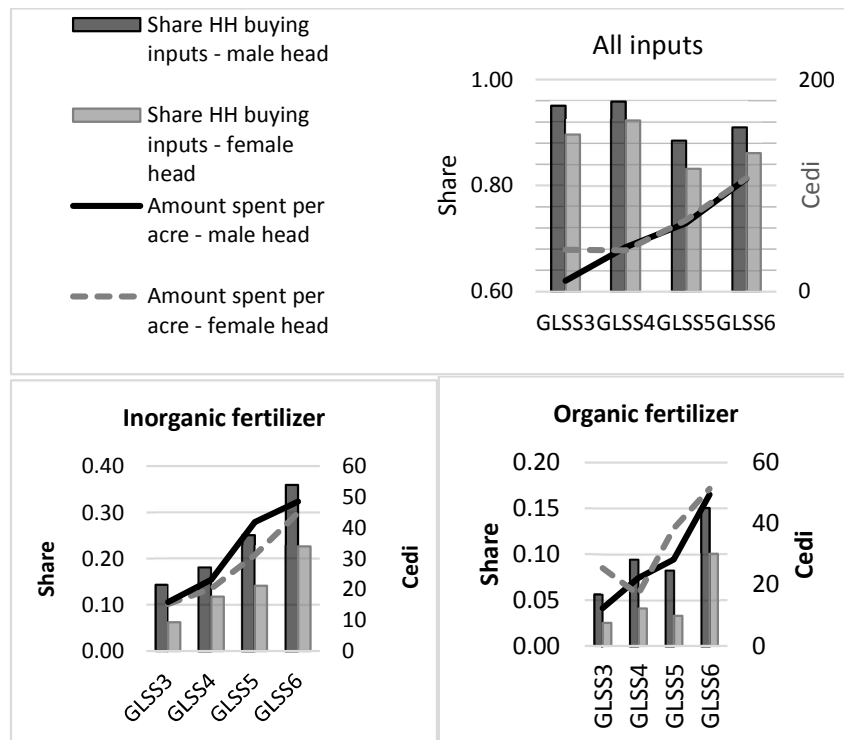 Share HH buying
inputs - male head
Share HH buying
inputs - female
head
Amount spent per
acre - male head
Amount spent per
acre - female head
All inputs
1.00
0.80
0.60
Share
200
0
Cedi
GLSS3 GLSS4 GLSS5 GLSS6
Inorganic fertilizer
0.40
0.30
0.20
0.10
0.00
Share
60
50
40
30
20
10
0
Cedi
GLSS3
GLSS4
GLSS5
GLSS6
Organic fertilizer
0.20
0.15
0.10
0.05
0.00
Share
60
40
20
0
Cedi
GLSS3
GLSS4
GLSS5
GLSS6